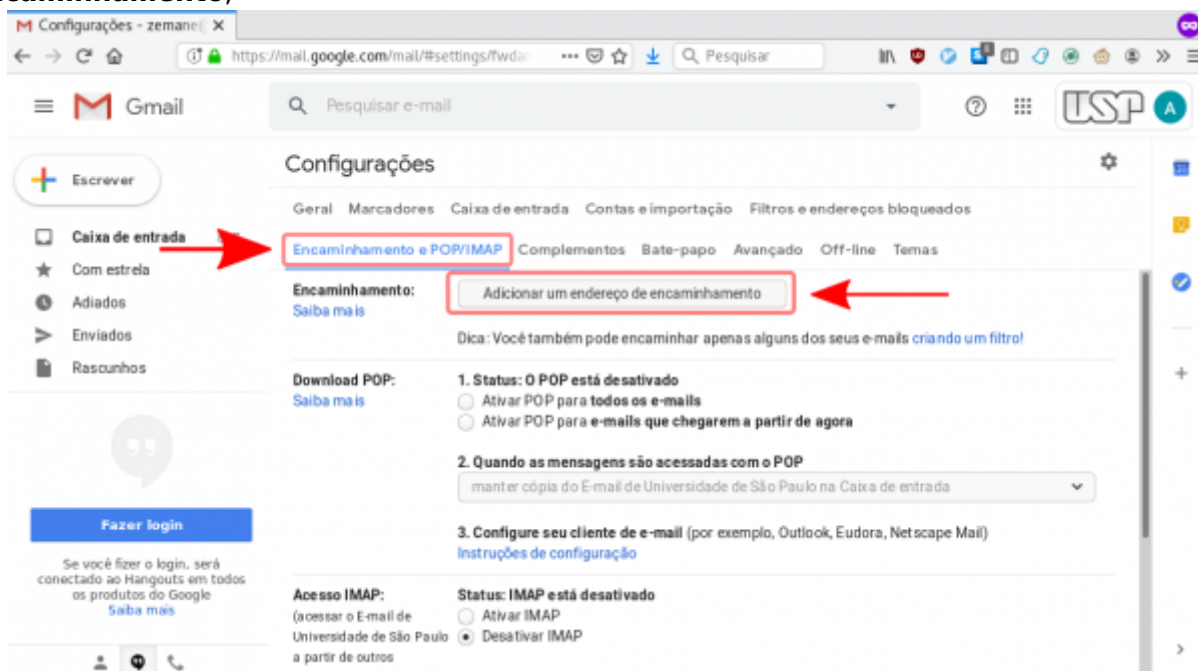 caminhamento,
Configurações - zemane@
https://mail.google.com/mail/#settings/fwdan
Pesquisar
Gmail
Pesquisar e-mail
USP
A
Escrever
Caixa de entrada
Com estrela
Adiados
Enviados
Rascunhos
Fazer login
Se você fizer o login, será
conectado ao Hangouts em todos
os produtos do Google
Saiba mais
Configurações
Geral Marcadores Caixa de entrada Contas e importação Filtros e endereços bloqueados
Encaminhamento e POP/IMAP Complementos Bate-papo Avançado Off-line Temas
Encaminhamento: Adicionar um endereço de encaminhamento
Saiba mais
Dica: Você também pode encaminhar apenas alguns dos seus e-mails criando um filtro!
Download POP: 1. Status: O POP está desativado
Saiba mais Ativar POP para todos os e-mails
Ativar POP para e-mails que chegarem a partir de agora
2. Quando as mensagens são acessadas com o POP
manter cópia do E-mail de Universidade de São Paulo na Caixa de entrada
3. Configure seu cliente de e-mail (por exemplo, Outlook, Eudora, Netscape Mail)
Instruções de configuração
Acesso IMAP: Status: IMAP está desativado
(acessar o E-mail de Ativar IMAP
Universidade de São Paulo Desativar IMAP
a partir de outros